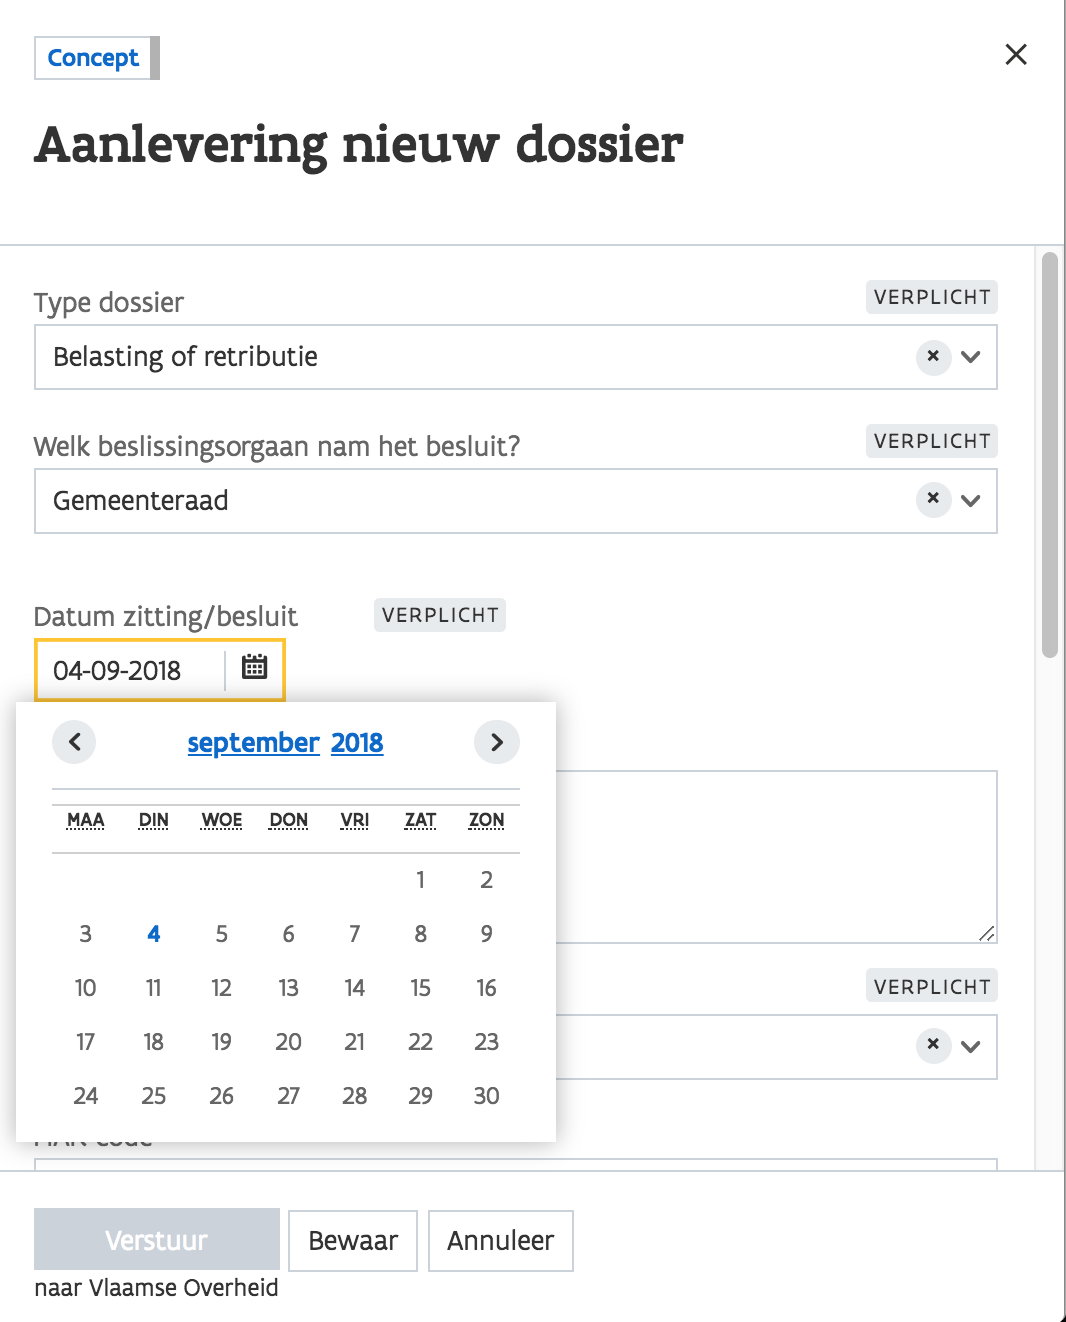 Concept
Aanlevering nieuw dossier
Type dossier VERPLICHT
Belasting of retributie
Welk beslissingsorgaan nam het besluit? VERPLICHT
Gemeenteraad
Datum zitting/besluit VERPLICHT
04-09-2018
september 2018
MAA DIN WOE DON VRI ZAT ZON
1 2
3 4 5 6 7 8 9
10 11 12 13 14 15 16
VERPLICHT
17 18 19 20 21 22 23
24 25 26 27 28 29 30
Verstuur Bewaar Annuleer
naar Vlaamse Overheid